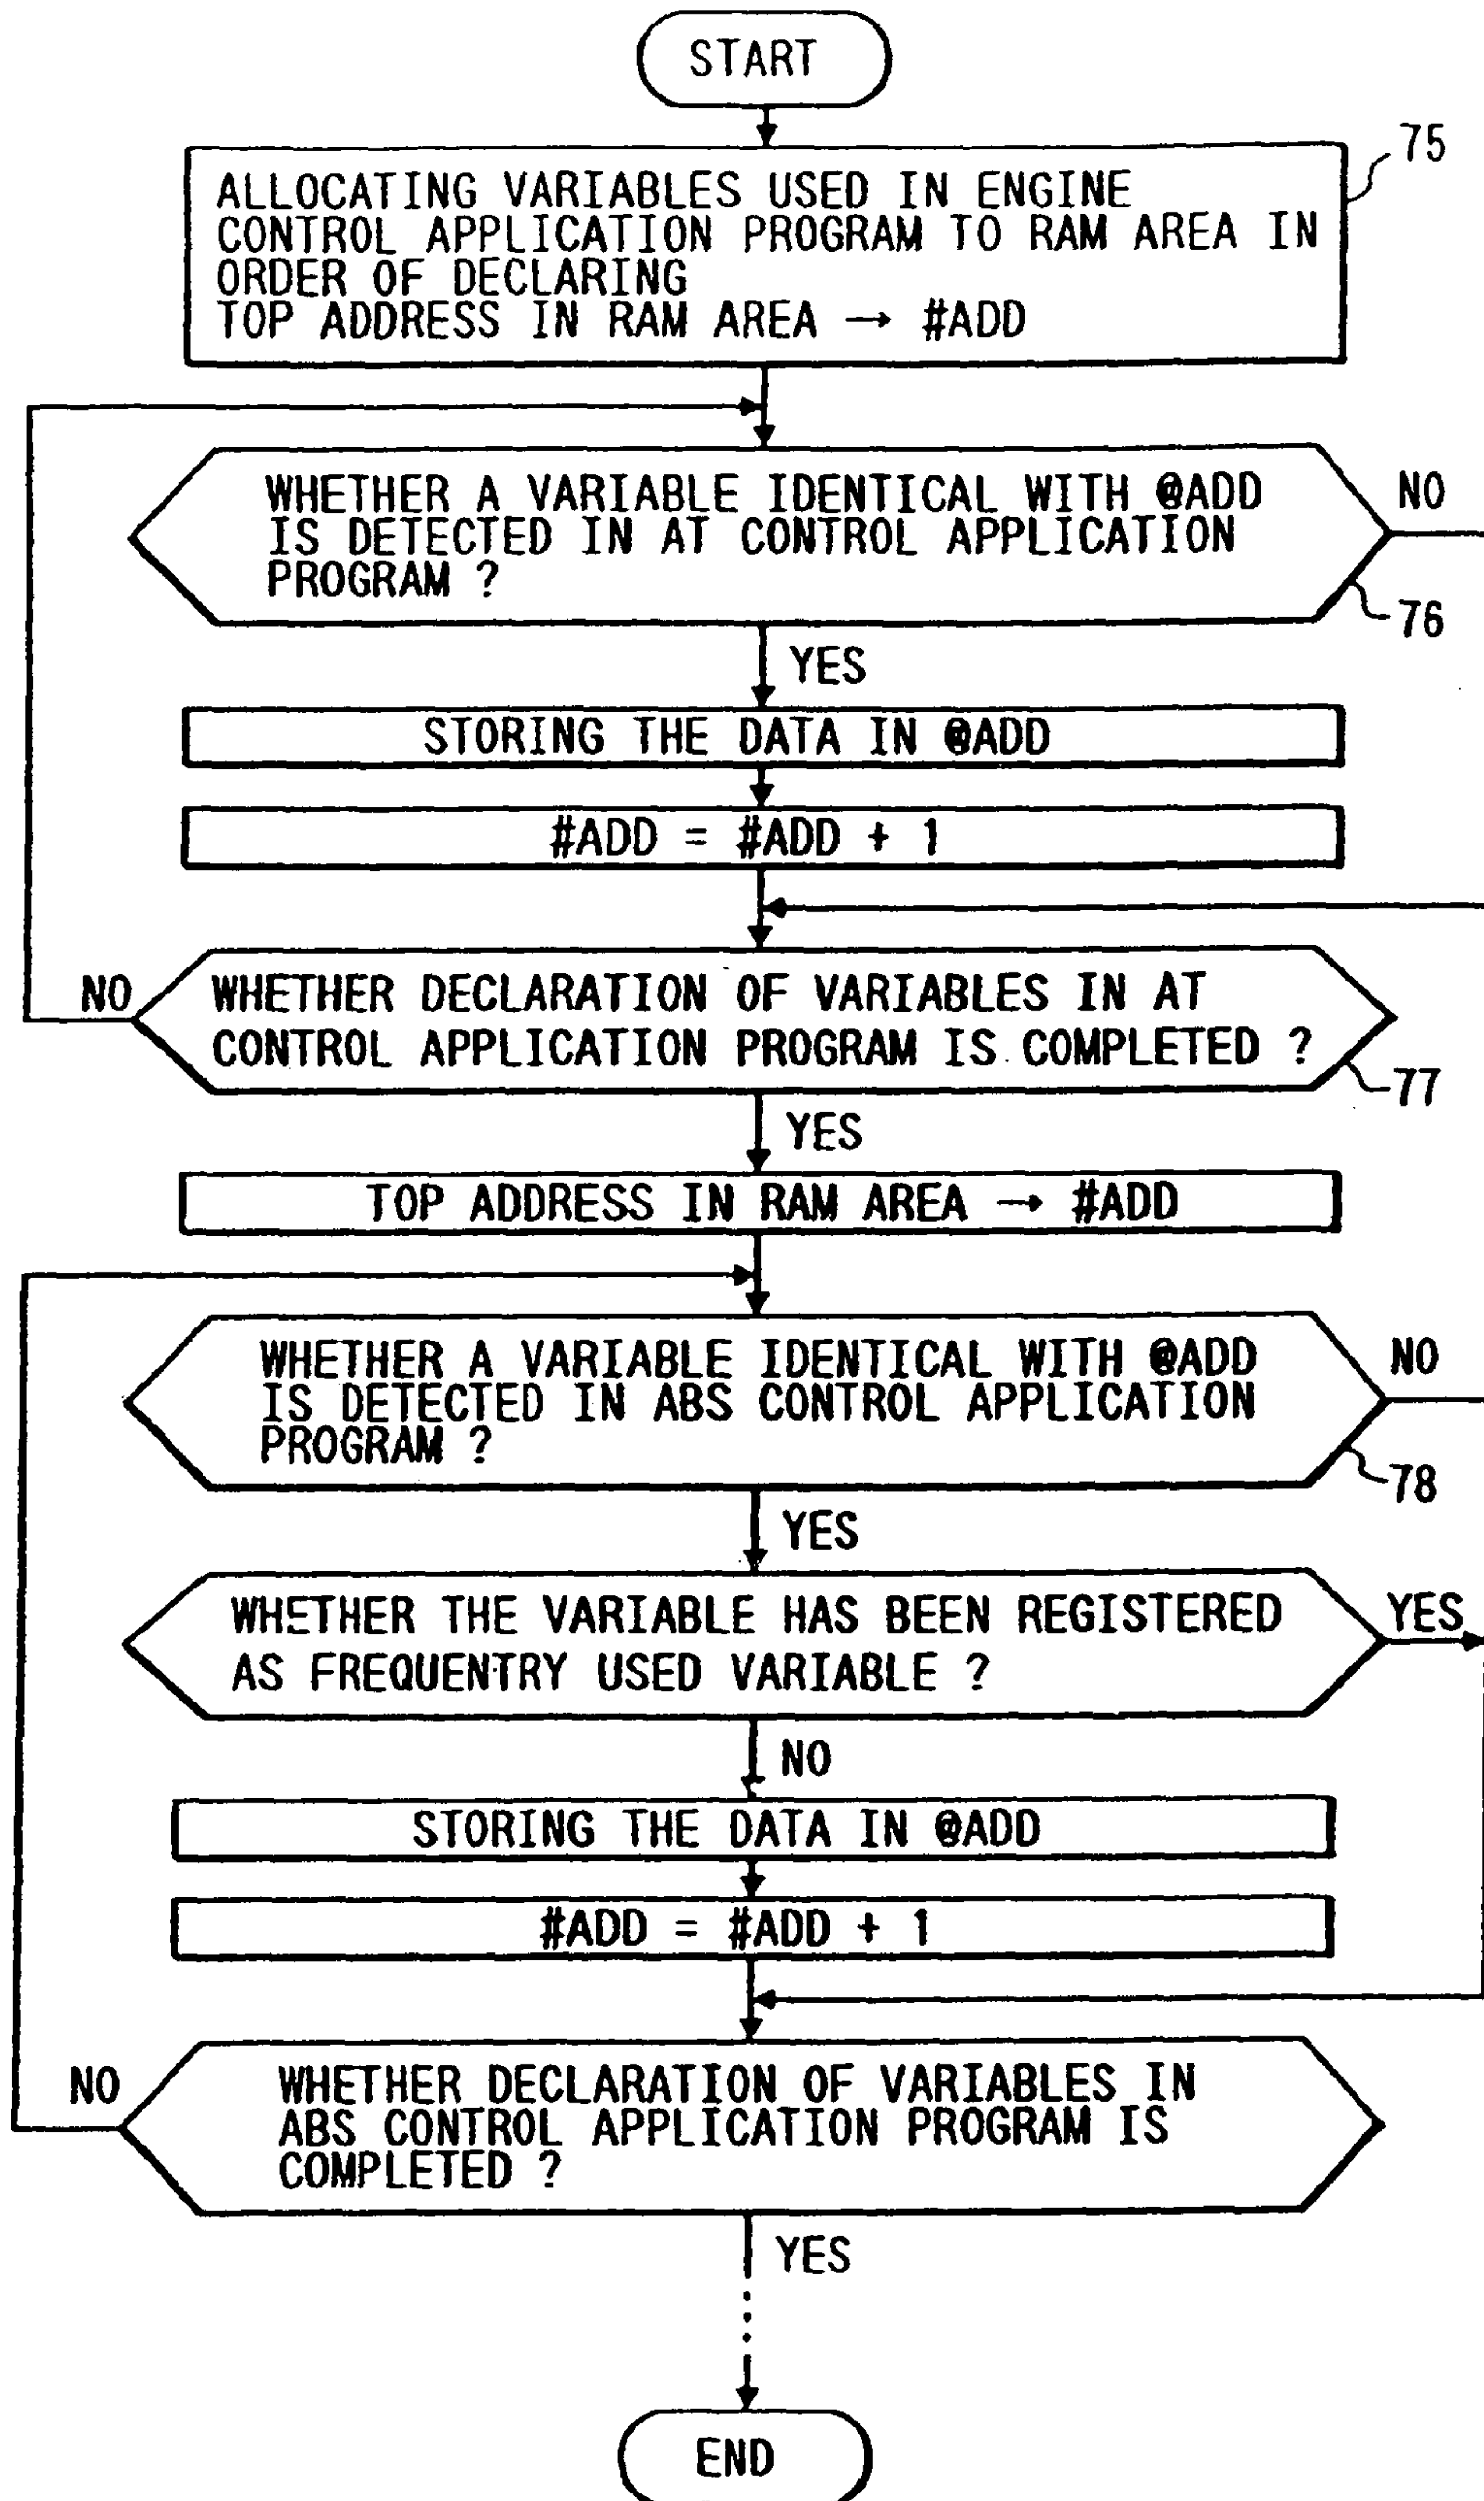 START
75
ALLOCATING VARIABLES USED IN ENGINE
CONTROL APPLICATION PROGRAM TO RAM AREA IN
ORDER OF DECLARING
TOP ADDRESS IN RAM AREA → #ADD
WHETHER A VARIABLE IDENTICAL WITH @ADD
IS DETECTED IN AT CONTROL APPLICATION
PROGRAM ?
NO
76
YES
STORING THE DATA IN @ADD
#ADD = #ADD + 1
NO
WHETHER DECLARATION OF VARIABLES IN AT
CONTROL APPLICATION PROGRAM IS COMPLETED ?
77
YES
TOP ADDRESS IN RAM AREA → #ADD
WHETHER A VARIABLE IDENTICAL WITH @ADD
IS DETECTED IN ABS CONTROL APPLICATION
PROGRAM ?
NO
78
YES
WHETHER THE VARIABLE HAS BEEN REGISTERED
AS FREQUENTRY USED VARIABLE ?
YES
NO
STORING THE DATA IN @ADD
#ADD = #ADD + 1
NO
WHETHER DECLARATION OF VARIABLES IN
ABS CONTROL APPLICATION PROGRAM IS
COMPLETED ?
YES
END